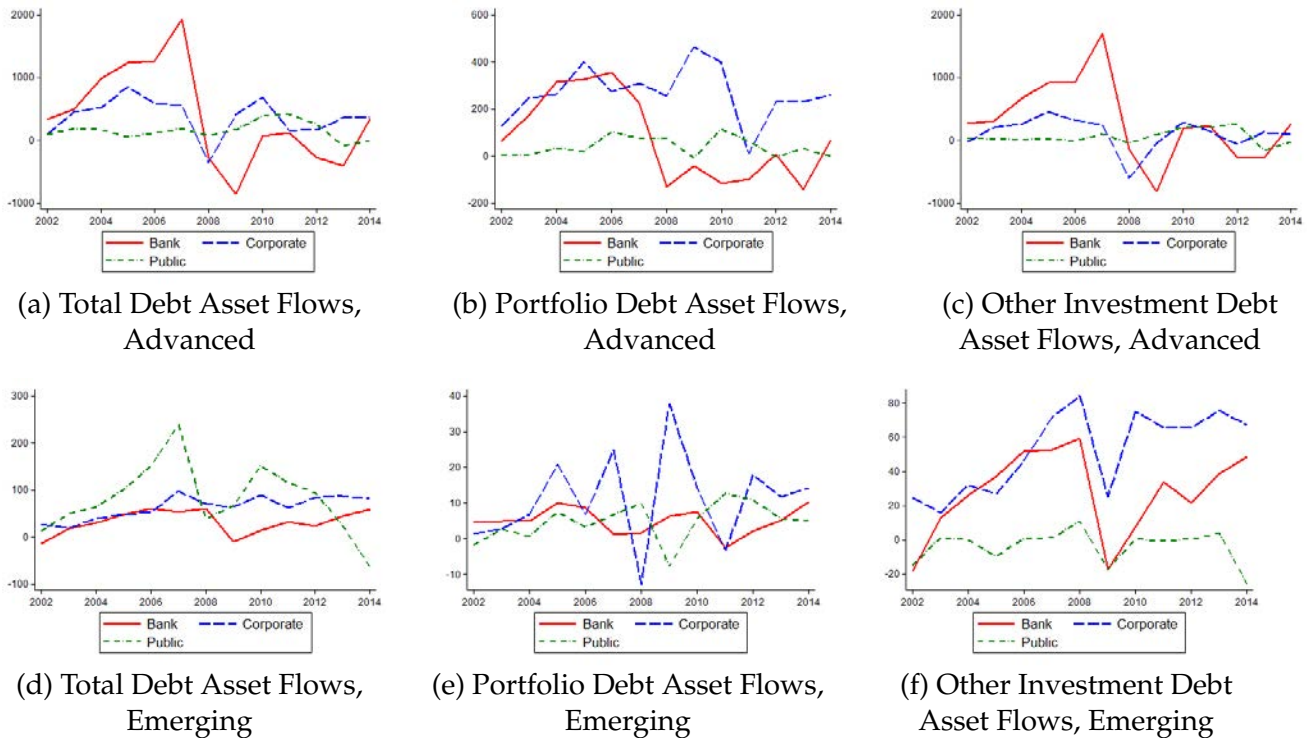 2000
1000
0
-1000
2002 2004 2006 2008 2010 2012 2014
Bank Corporate
Public
(a) Total Debt Asset Flows,
Advanced
600
400
200
0
-200
2002 2004 2006 2008 2010 2012 2014
Bank Corporate
Public
(b) Portfolio Debt Asset Flows,
Advanced
2000
1000
0
-1000
2002 2004 2006 2008 2010 2012 2014
Bank Corporate
Public
(c) Other Investment Debt
Asset Flows, Advanced
300
200
100
0
-100
2002 2004 2006 2008 2010 2012 2014
Bank Corporate
Public
(d) Total Debt Asset Flows,
Emerging
40
30
20
10
0
-10
2002 2004 2006 2008 2010 2012 2014
Bank Corporate
Public
(e) Portfolio Debt Asset Flows,
Emerging
80
60
40
20
0
-20
2002 2004 2006 2008 2010 2012 2014
Bank Corporate
Public
(f) Other Investment Debt
Asset Flows, Emerging